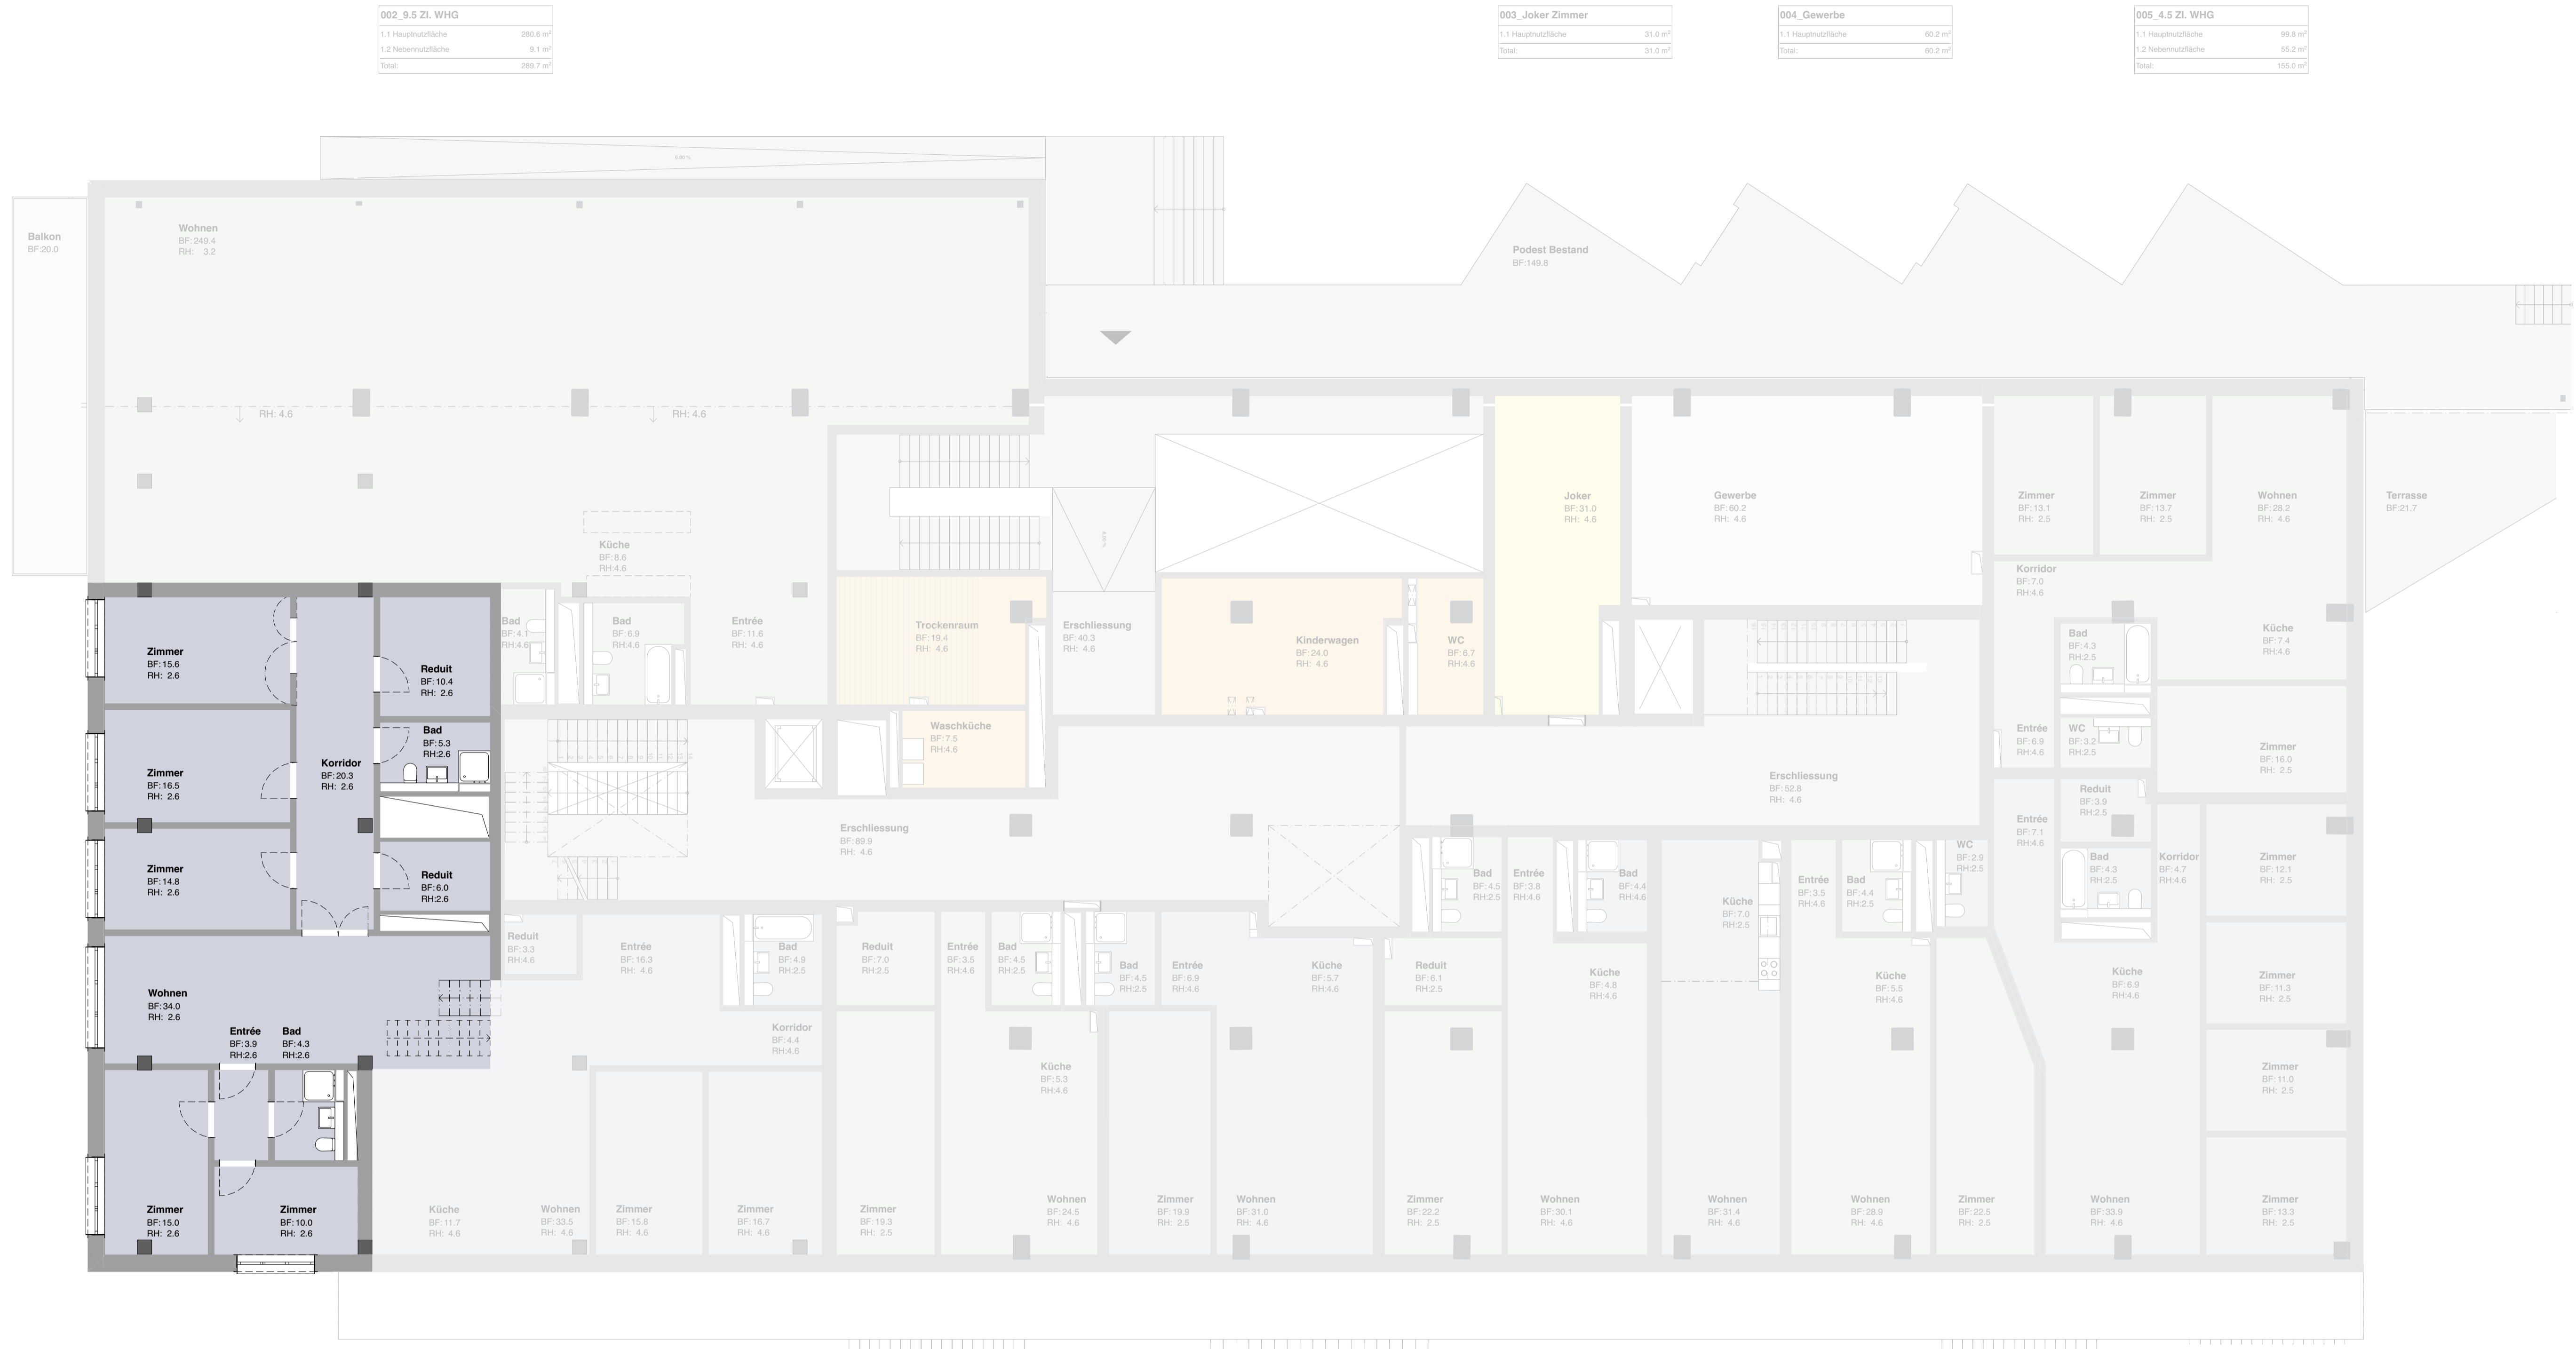 002_9.5 ZI. WHG
1.1 Hauptnutzfläche 280.6 m²
1.2 Nebennutzfläche 9.1 m²
Total: 289.7 m²
003_Joker Zimmer
1.1 Hauptnutzfläche 31.0 m²
Total: 31.0 m²
004_Gewerbe
1.1 Hauptnutzfläche 60.2 m²
Total: 60.2 m²
005_4.5 ZI. WHG
1.1 Hauptnutzfläche 99.8 m²
1.2 Nebennutzfläche 55.2 m²
Total: 155.0 m²
6.00 %
Balkon
BF:20.0
Wohnen
BF: 249.4
RH: 3.2
Podest Bestand
BF:149.8
RH: 4.6
RH: 4.6
Küche
BF: 8.6
RH:4.6
Joker
BF: 31.0
RH: 4.6
Gewerbe
BF: 60.2
RH: 4.6
Zimmer
BF: 13.1
RH: 2.5
Zimmer
BF: 13.7
RH: 2.5
Wohnen
BF: 28.2
RH: 4.6
Terrasse
BF:21.7
Korridor
BF: 7.0
RH:4.6
Bad
BF: 4.1
RH:4.6
Bad
BF: 6.9
RH:4.6
Entrée
BF: 11.6
RH: 4.6
Trockenraum
BF: 19.4
RH: 4.6
Erschliessung
BF: 40.3
RH: 4.6
Kinderwagen
BF: 24.0
RH: 4.6
WC
BF: 6.7
RH:4.6
Bad
BF: 4.3
RH:2.5
Küche
BF: 7.4
RH:4.6
Zimmer
BF: 15.6
RH: 2.6
Reduit
BF: 10.4
RH: 2.6
Bad
BF: 5.3
RH:2.6
Waschküche
BF: 7.5
RH:4.6
Entrée
BF: 6.9
RH:4.6
WC
BF: 3.2
RH:2.5
Zimmer
BF: 16.0
RH: 2.5
Zimmer
BF: 16.5
RH: 2.6
Korridor
BF: 20.3
RH: 2.6
Erschliessung
BF: 52.8
RH: 4.6
Reduit
BF: 3.9
RH:2.5
Entrée
BF: 7.1
RH:4.6
Erschliessung
BF: 89.9
RH: 4.6
Zimmer
BF: 14.8
RH: 2.6
Reduit
BF: 6.0
RH:2.6
Bad
BF: 4.5
RH:2.5
Entrée
BF: 3.8
RH:4.6
Bad
BF: 4.4
RH:4.6
Küche
BF: 7.0
RH:2.5
Entrée
BF: 3.5
RH:4.6
Bad
BF: 4.4
RH:2.5
WC
BF: 2.9
RH:2.5
Bad
BF: 4.3
RH:2.5
Korridor
BF: 4.7
RH:4.6
Zimmer
BF: 12.1
RH: 2.5
Reduit
BF: 3.3
RH:4.6
Entrée
BF: 16.3
RH: 4.6
Bad
BF: 4.9
RH:2.5
Reduit
BF: 7.0
RH:2.5
Entrée
BF: 3.5
RH:4.6
Bad
BF: 4.5
RH:2.5
Bad
BF: 4.5
RH:2.5
Entrée
BF: 6.9
RH:4.6
Küche
BF: 5.7
RH:4.6
Reduit
BF: 6.1
RH:2.5
Küche
BF: 4.8
RH:4.6
Küche
BF: 5.5
RH:4.6
Küche
BF: 6.9
RH:4.6
Zimmer
BF: 11.3
RH: 2.5
Wohnen
BF: 34.0
RH: 2.6
Entrée
BF: 3.9
RH:2.6
Bad
BF: 4.3
RH:2.6
Korridor
BF: 4.4
RH:4.6
Küche
BF: 5.3
RH:4.6
Zimmer
BF: 11.0
RH: 2.5
Zimmer
BF: 15.0
RH: 2.6
Zimmer
BF: 10.0
RH: 2.6
Küche
BF: 11.7
RH: 4.6
Wohnen
BF: 33.5
RH: 4.6
Zimmer
BF: 15.8
RH: 4.6
Zimmer
BF: 16.7
RH: 4.6
Zimmer
BF: 19.3
RH: 2.5
Wohnen
BF: 24.5
RH: 4.6
Zimmer
BF: 19.9
RH: 2.5
Wohnen
BF: 31.0
RH: 4.6
Zimmer
BF: 22.2
RH: 2.5
Wohnen
BF: 30.1
RH: 4.6
Wohnen
BF: 31.4
RH: 4.6
Wohnen
BF: 28.9
RH: 4.6
Zimmer
BF: 22.5
RH: 2.5
Wohnen
BF: 33.9
RH: 4.6
Zimmer
BF: 13.3
RH: 2.5